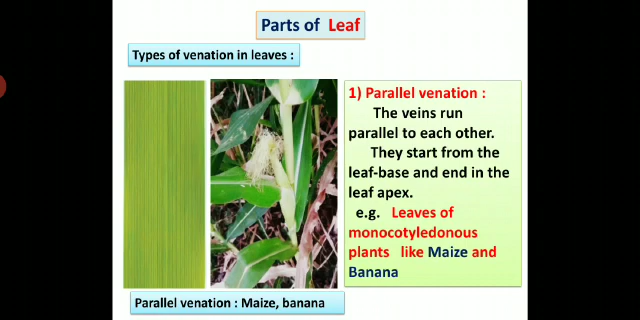 Parts of Leaf
Types of venation in leaves :
1) Parallel venation :
The veins run
parallel to each other.
They start from the
leaf-base and end in the
leaf apex.
e.g. Leaves of
monocotyledonous
plants like Maize and
Banana
Parallel venation : Maize, banana